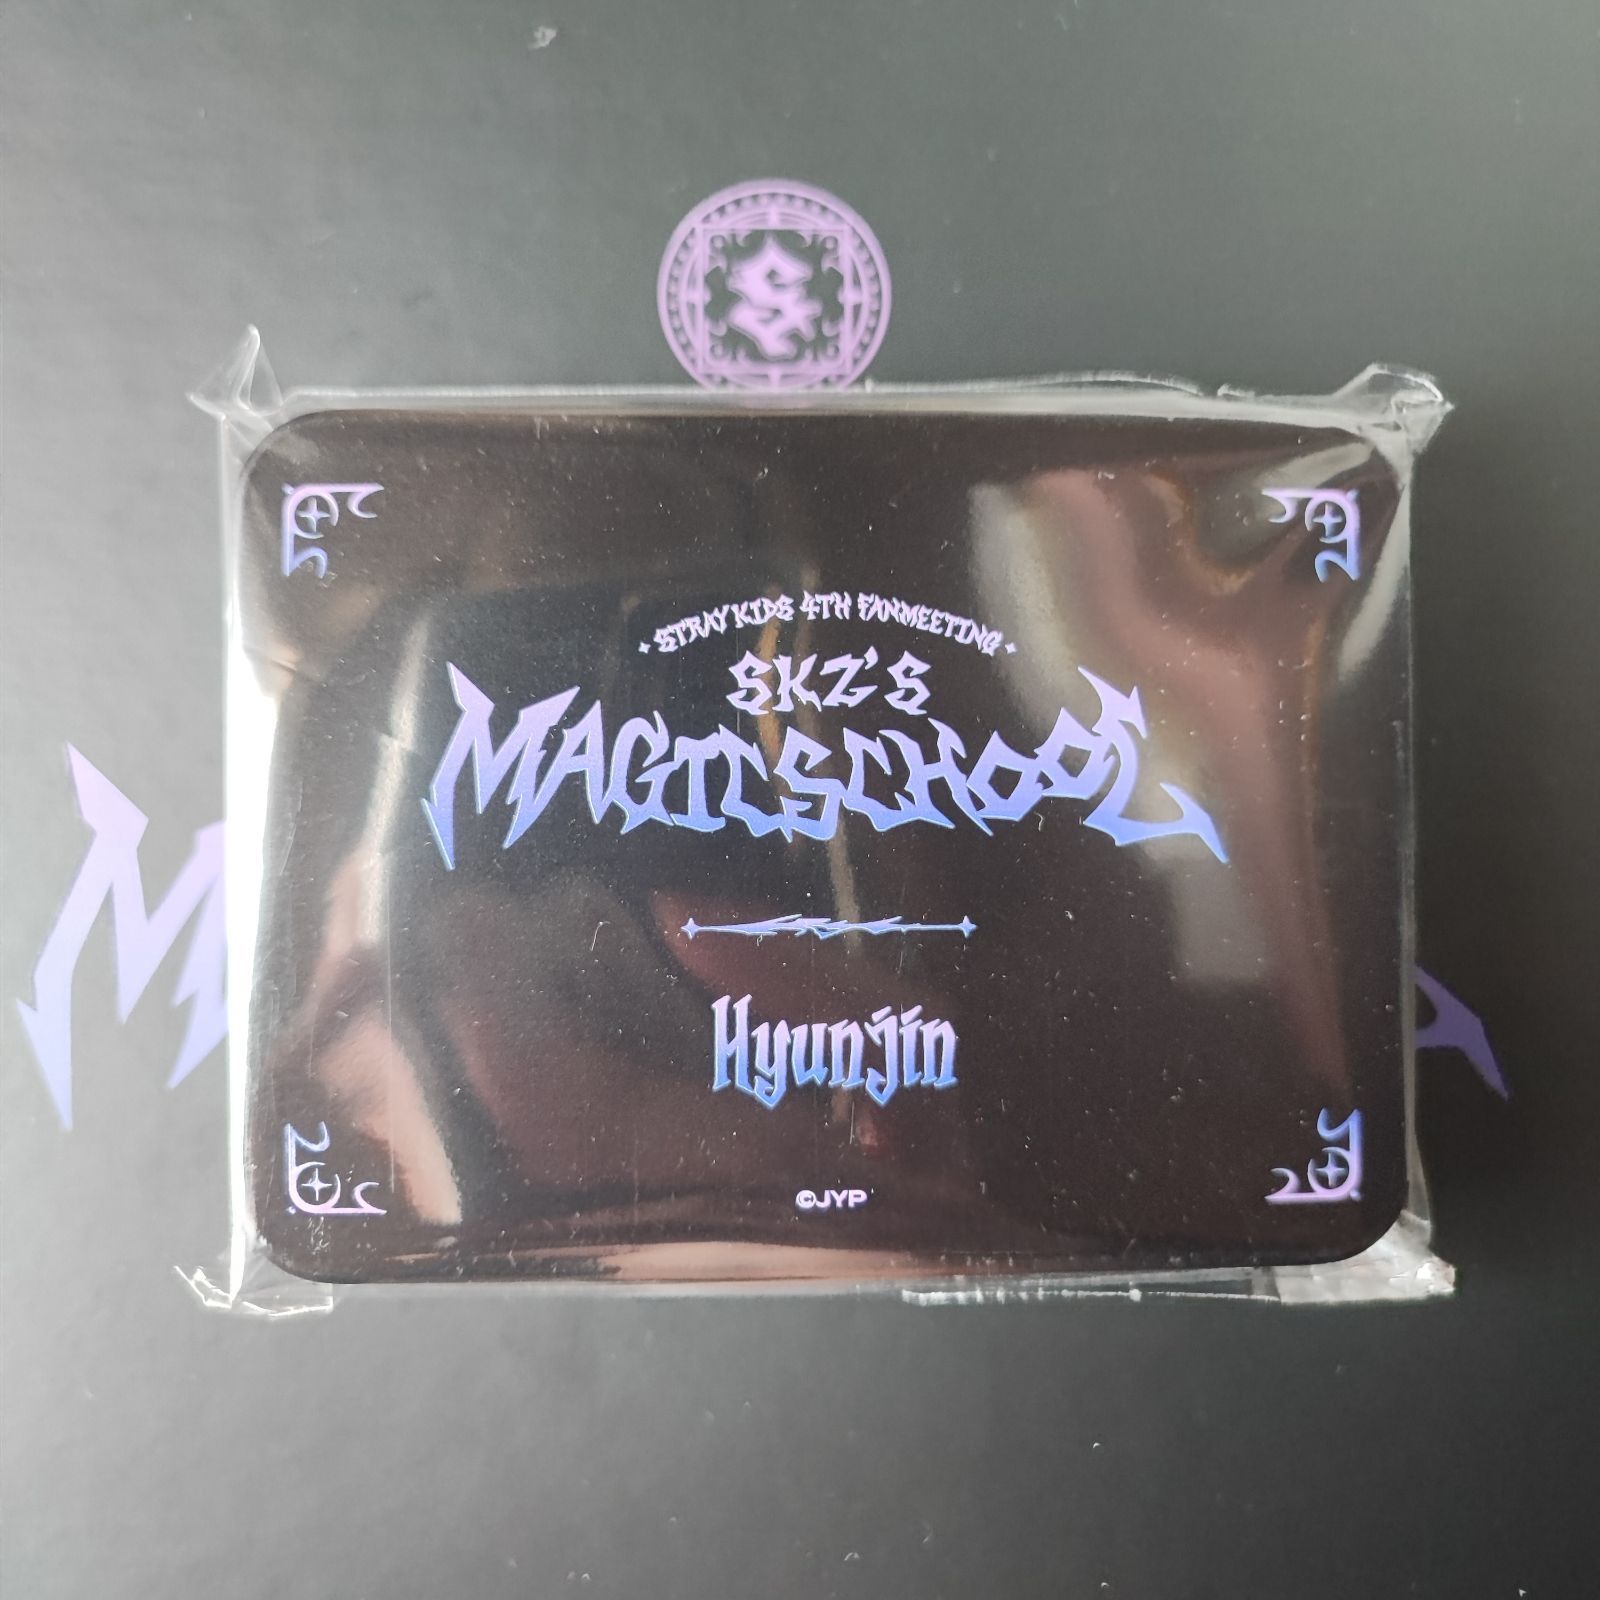 S
STRAY KIDS 4TH FANMEETING
SKZ'S
MAGIC SCHOOL
Hyunjin
©JYP
M